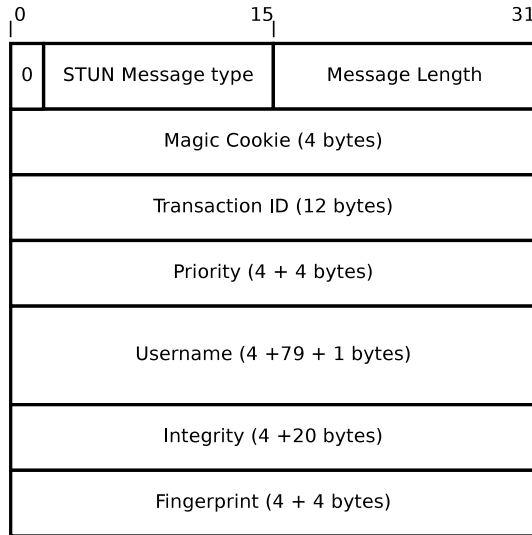 0 15 31
0 STUN Message type Message Length
Magic Cookie (4 bytes)
Transaction ID (12 bytes)
Priority (4 + 4 bytes)
Username (4 +79 + 1 bytes)
Integrity (4 +20 bytes)
Fingerprint (4 + 4 bytes)